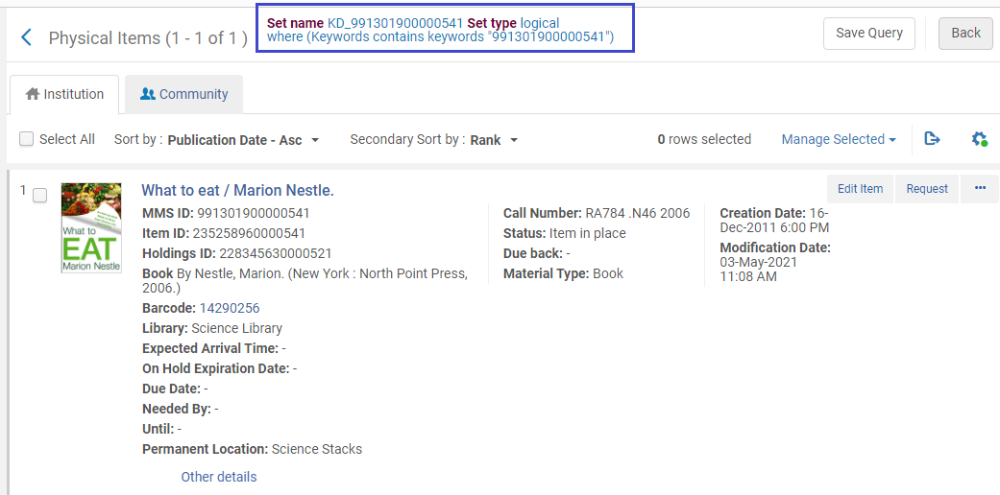 Physical Items (1 - 1 of 1 )
Set name KD_991301900000541 Set type logical
where (Keywords contains keywords "991301900000541")
Save Query
Back
Institution
Community
Select All
Sort by : Publication Date - Asc
Secondary Sort by : Rank
0 rows selected
Manage Selected
1
What to
EAT
Marion Nestle
What to eat / Marion Nestle.
MMS ID: 991301900000541
Item ID: 235258960000541
Holdings ID: 228345630000521
Book By Nestle, Marion. (New York : North Point Press,
2006.)
Barcode: 14290256
Library: Science Library
Expected Arrival Time: -
On Hold Expiration Date: -
Due Date: -
Needed By: -
Until: -
Permanent Location: Science Stacks
Other details
Call Number: RA784 .N46 2006
Status: Item in place
Due back: -
Material Type: Book
Edit Item
Request
Creation Date: 16-
Dec-2011 6:00 PM
Modification Date:
03-May-2021
11:08 AM